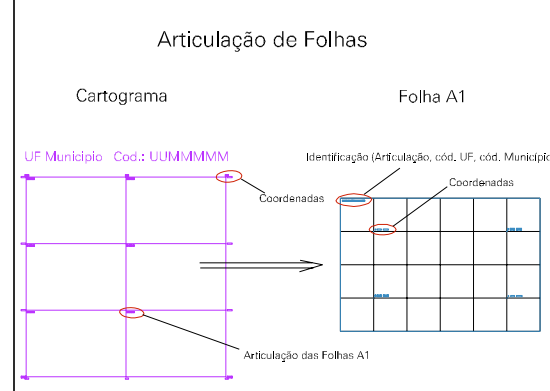 Articulação de Folhas
Cartograma
Folha A1
UF Municipio Cod.: UUMMMMM
Identificação (Articulação, cód. UF, cód. Municípic
Coordenadas
Coordenadas
Articulação das Folhas A1